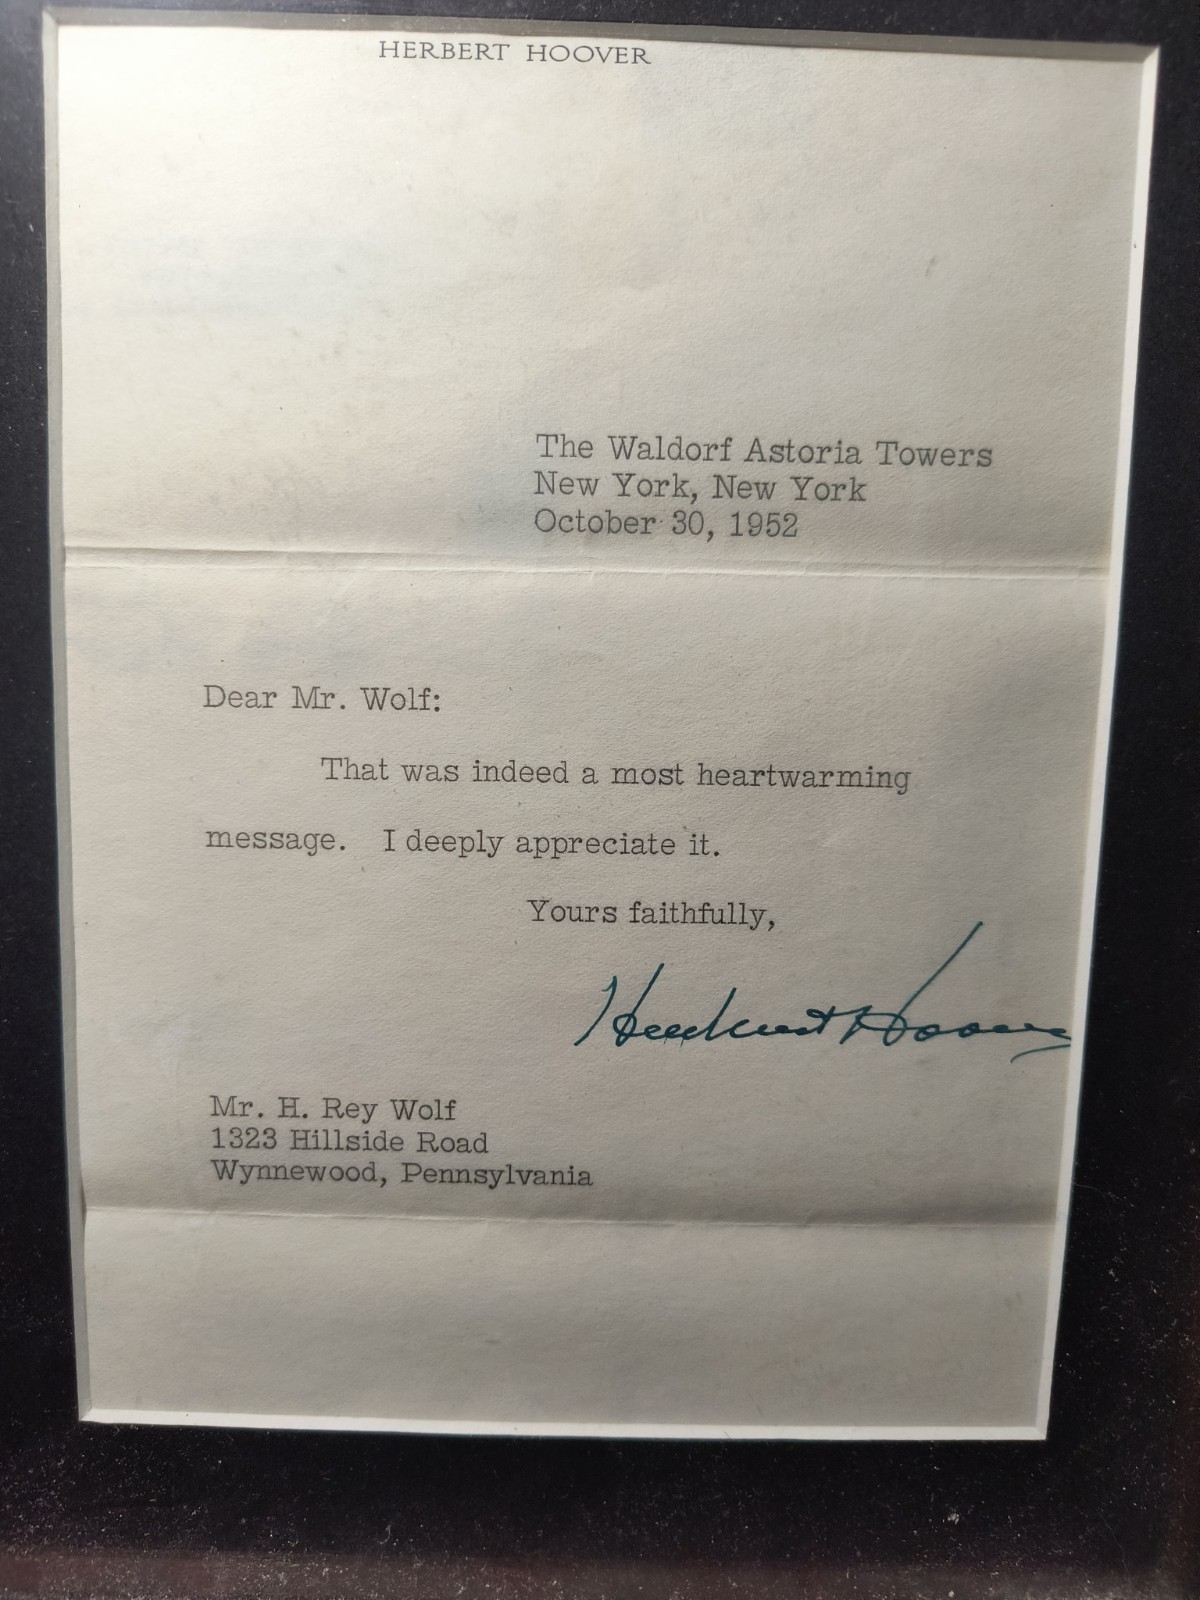 HERBERT HOOVER
The Waldorf Astoria Towers
New York, New York
October 30, 1952
Dear Mr. Wolf:
That was indeed a most heartwarming
message. I deeply appreciate it.
Yours faithfully,
Herbert Hoover
Mr. H. Rey Wolf
1323 Hillside Road
Wynnewood, Pennsylvania